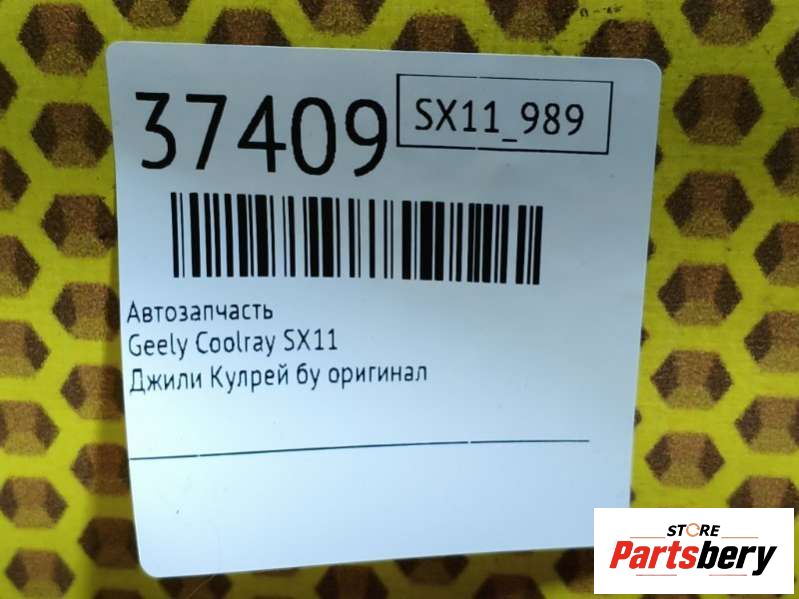 37409
SX11_989
Автозапчасть
Geely Coolray SX11
Джили Кулрей бу оригинал
STORE
Partsbery